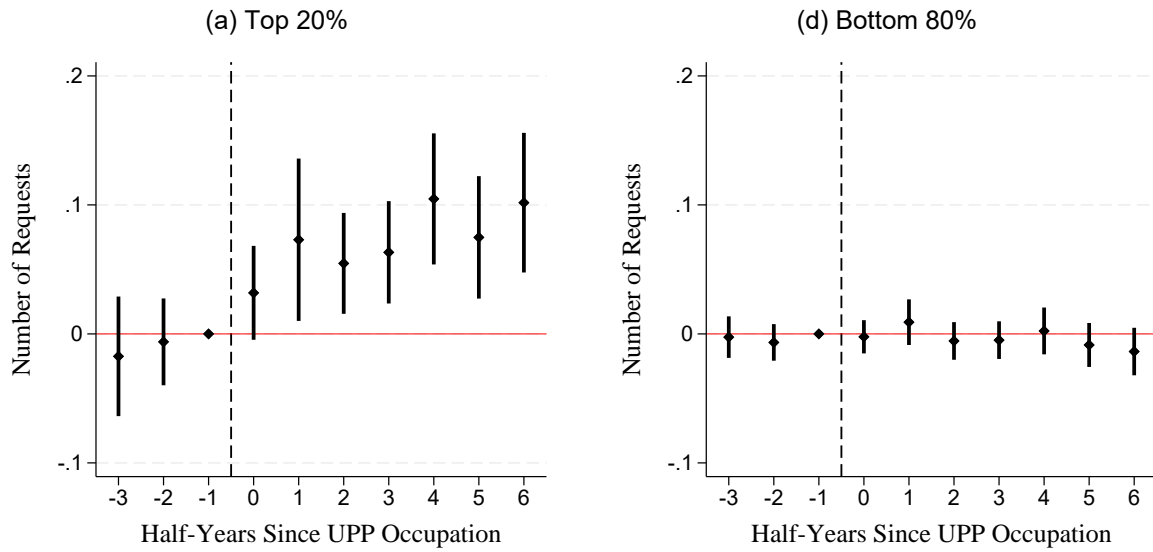 (a) Top 20%
.2
.1
0
-.1
Number of Requests
-3 -2 -1 0 1 2 3 4 5 6
Half-Years Since UPP Occupation
(d) Bottom 80%
.2
.1
0
-.1
Number of Requests
-3 -2 -1 0 1 2 3 4 5 6
Half-Years Since UPP Occupation